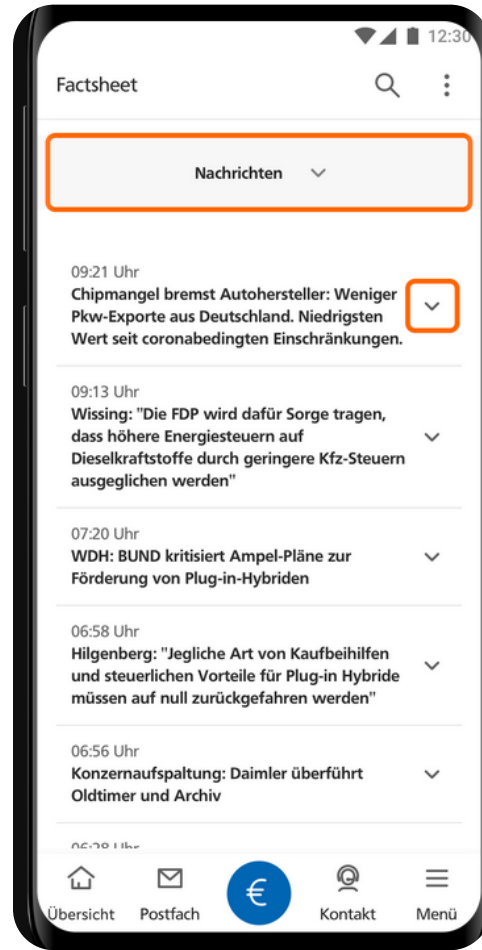 12:30
Factsheet
Nachrichten
09:21 Uhr
Chipmangel bremst Autohersteller: Weniger
Pkw-Exporte aus Deutschland. Niedrigsten
Wert seit coronabedingten Einschränkungen.
09:13 Uhr
Wissing: "Die FDP wird dafür Sorge tragen,
dass höhere Energiesteuern auf
Dieselkraftstoffe durch geringere Kfz-Steuern
ausgeglichen werden"
07:20 Uhr
WDH: BUND kritisiert Ampel-Pläne zur
Förderung von Plug-in-Hybriden
06:58 Uhr
Hilgenberg: "Jegliche Art von Kaufbeihilfen
und steuerlichen Vorteile für Plug-in Hybride
müssen auf null zurückgefahren werden"
06:56 Uhr
Konzernaufspaltung: Daimler überführt
Oldtimer und Archiv
06:28 Uhr
€
Übersicht Postfach Kontakt Menü